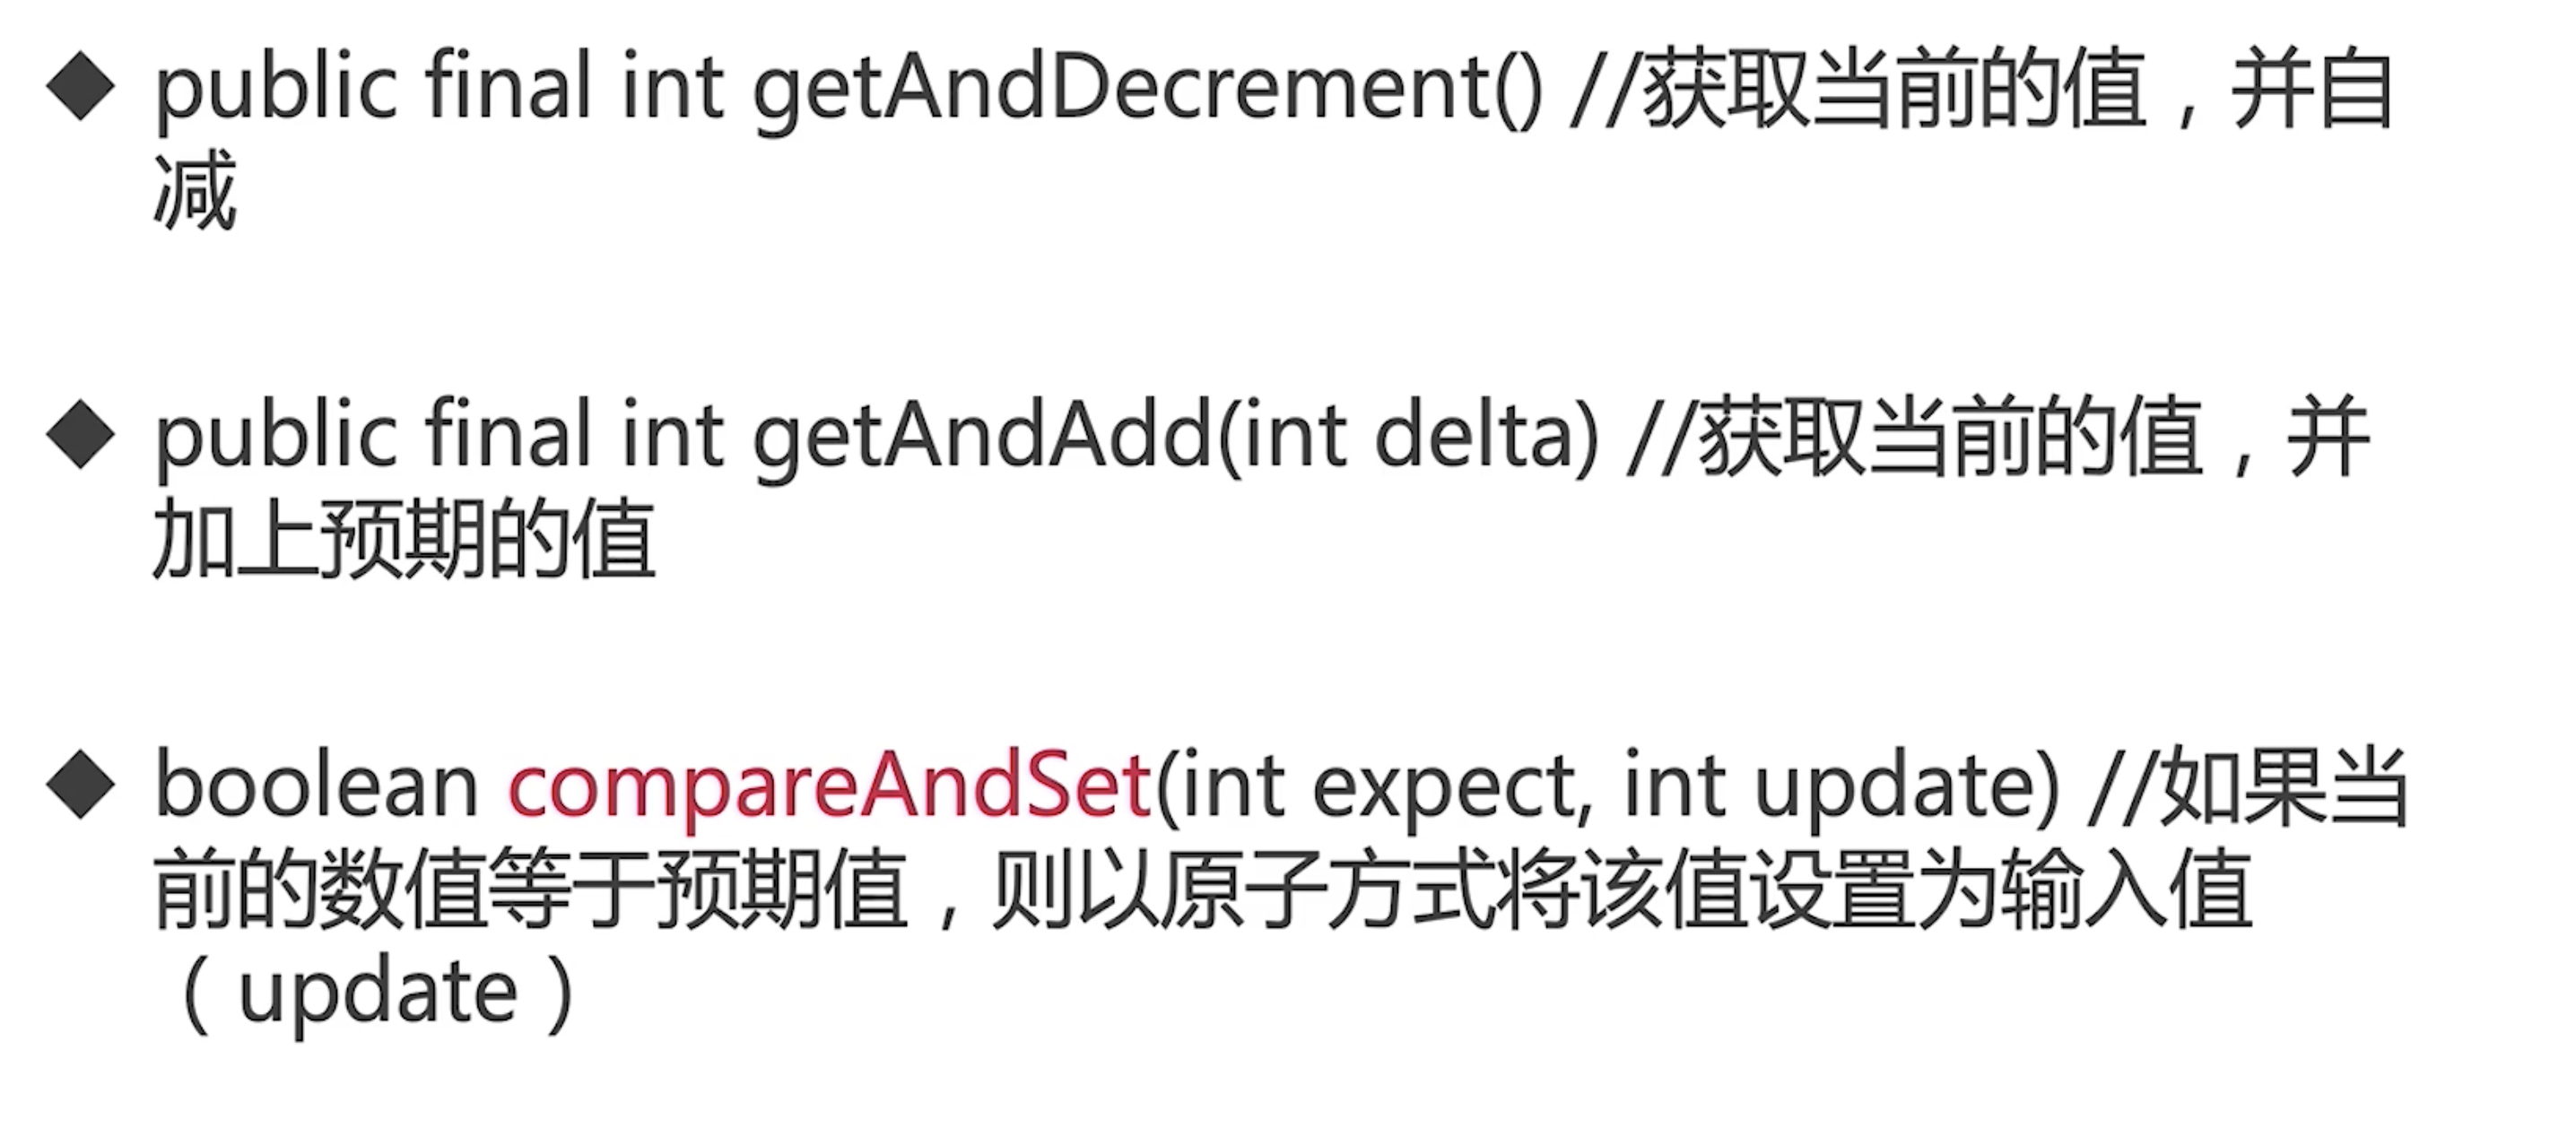 ◆ public final int getAndDecrement() //获取当前的值，并自
减
◆ public final int getAndAdd(int delta) //获取当前的值，并
加上预期的值
◆ boolean compareAndSet(int expect, int update) //如果当
前的数值等于预期值，则以原子方式将该值设置为输入值
（update）